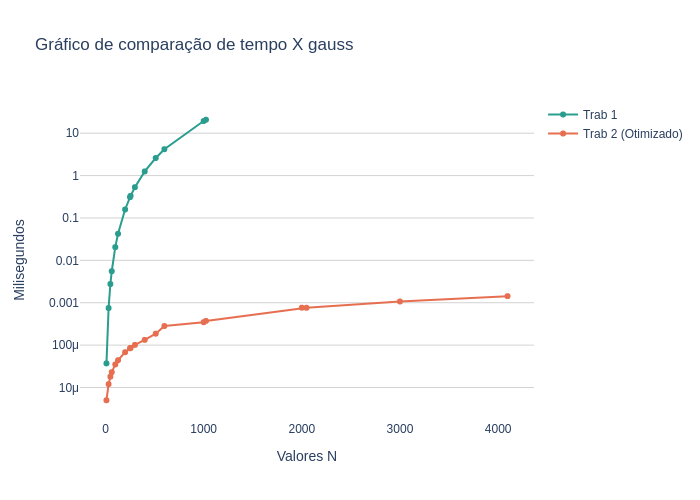 Gráfico de comparação de tempo X gauss
Trab 1
Trab 2 (Otimizado)
Milisegundos
10
1
0.1
0.01
0.001
100μ
10μ
0
1000
2000
3000
4000
Valores N